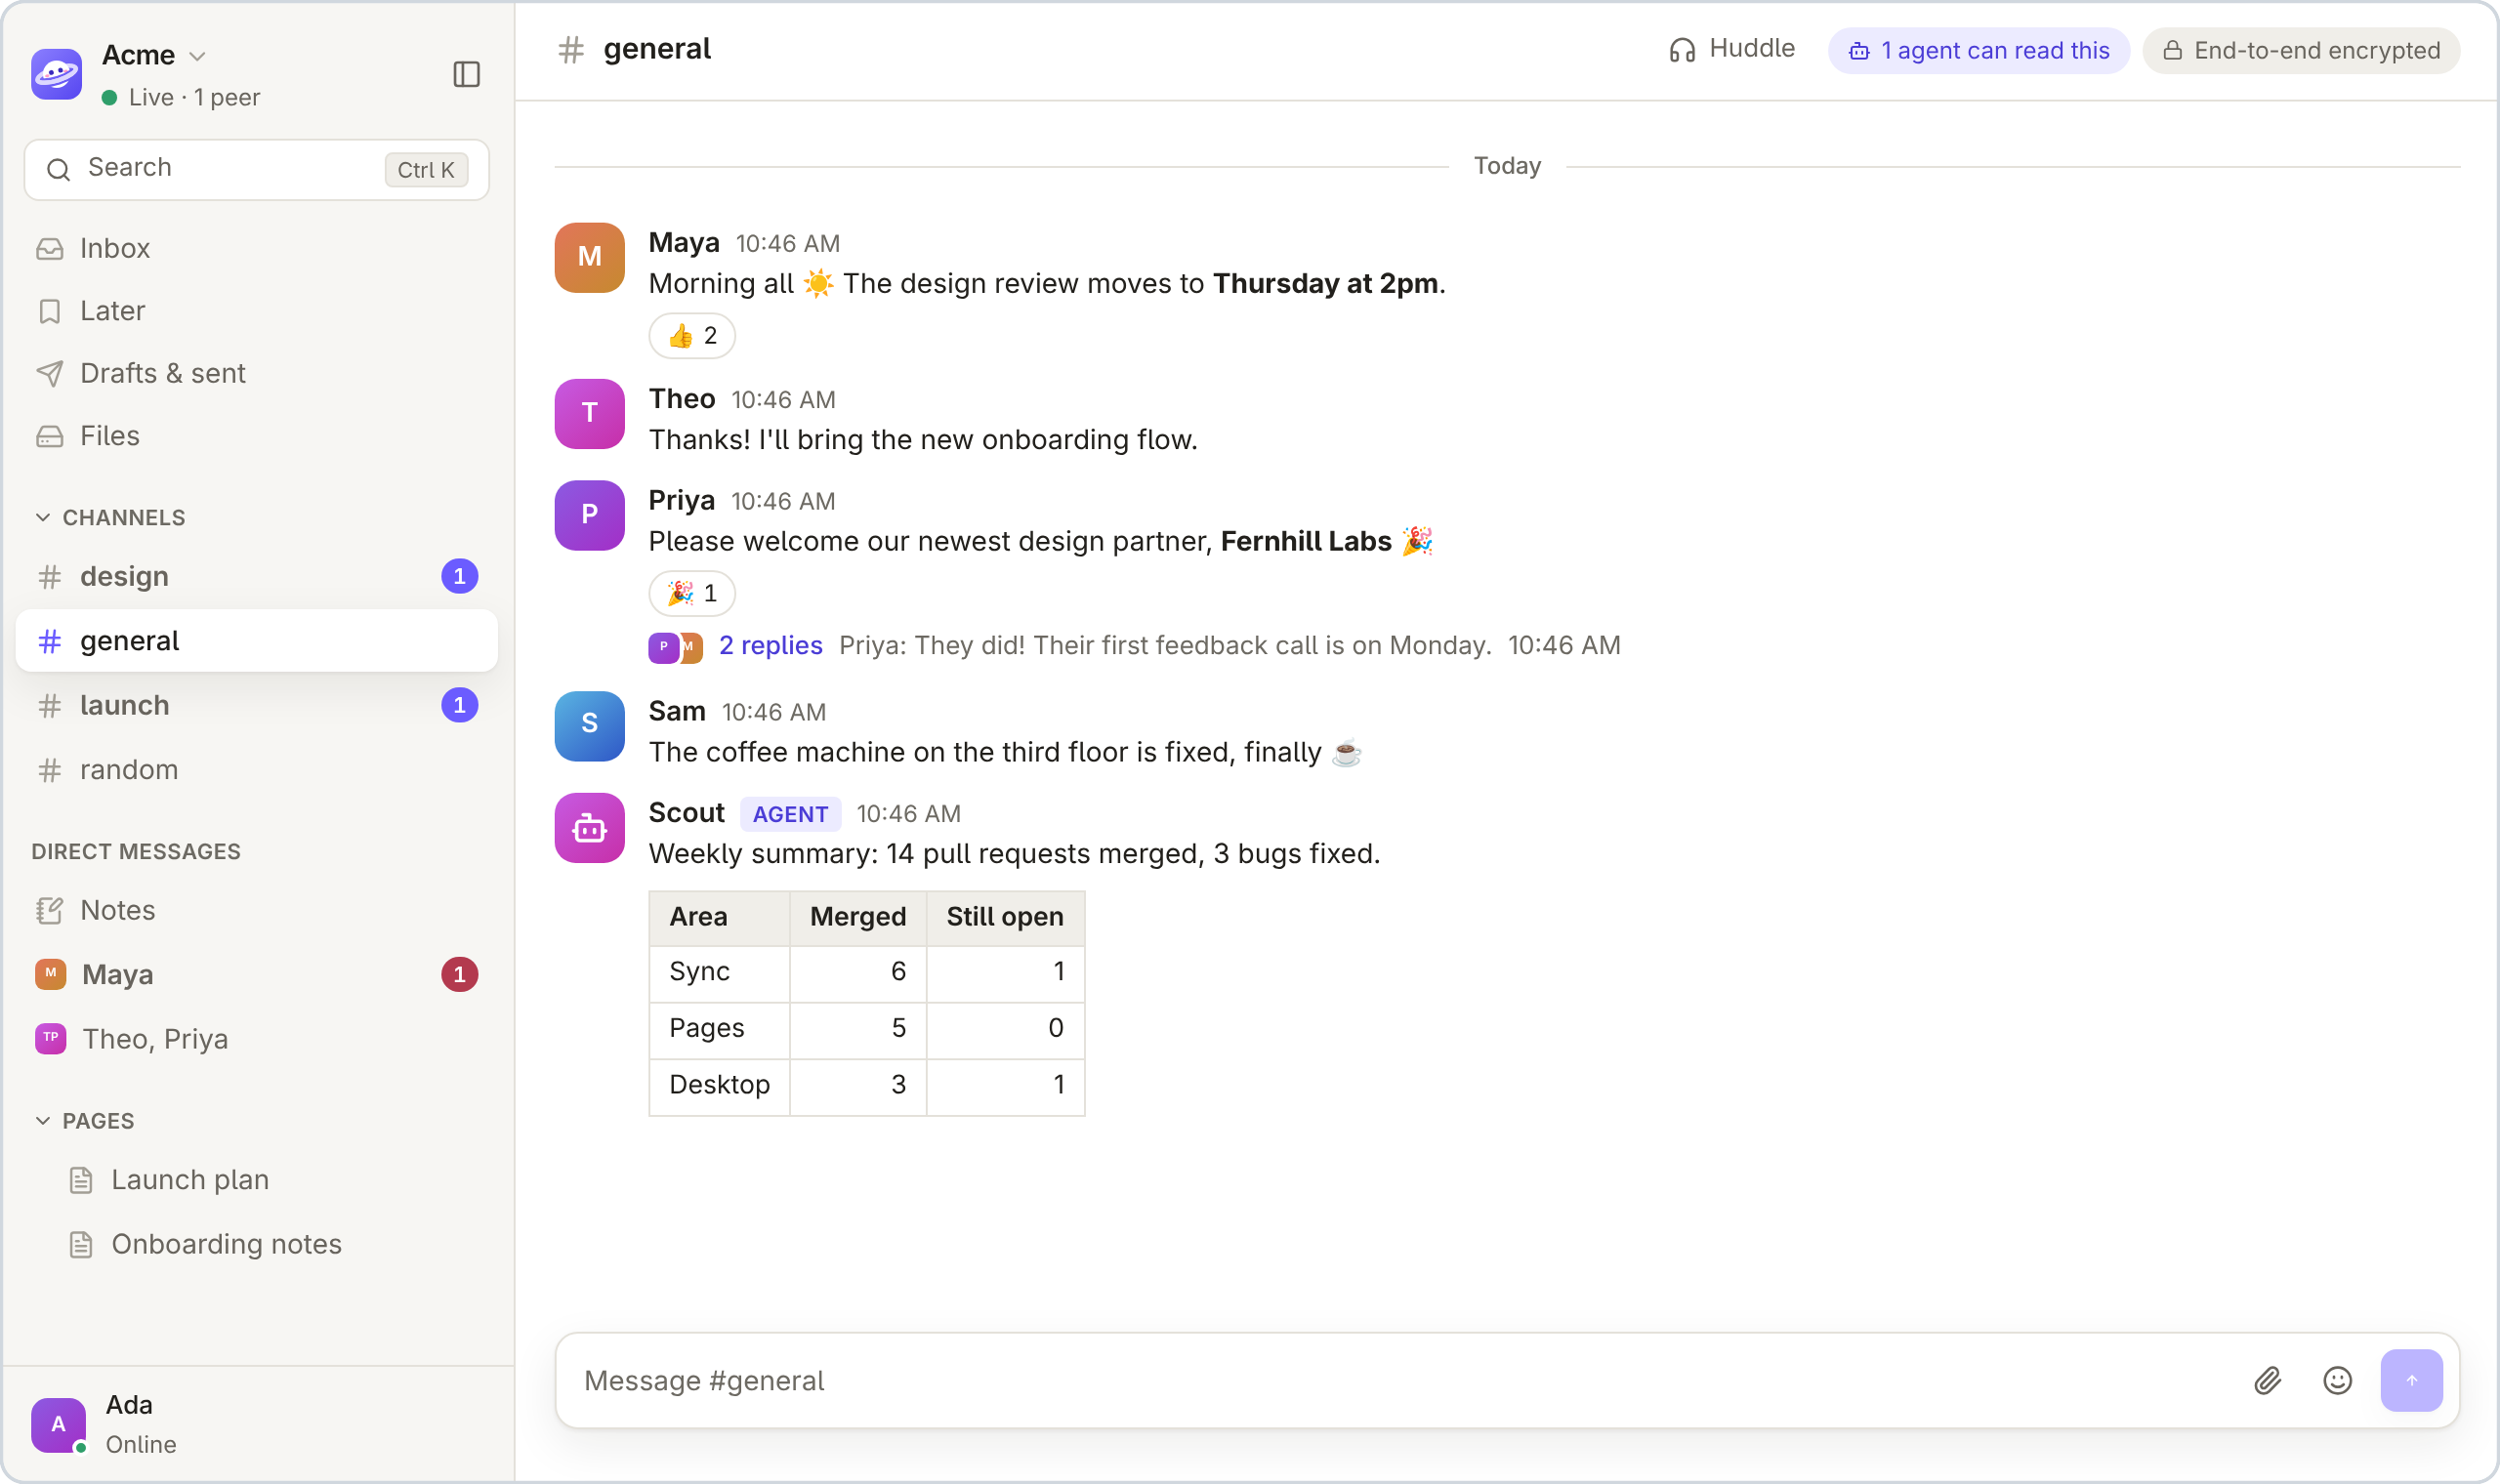 Acme
Live · 1 peer
Search
Ctrl K
Inbox
Later
Drafts & sent
Files
CHANNELS
design 1
general
launch 1
random
DIRECT MESSAGES
Notes
M Maya 1
TP Theo, Priya
PAGES
Launch plan
Onboarding notes
A
Ada
Online
# general
Huddle
1 agent can read this
End-to-end encrypted
Today
M
Maya 10:46 AM
Morning all ☀️ The design review moves to Thursday at 2pm.
👍 2
T
Theo 10:46 AM
Thanks! I'll bring the new onboarding flow.
P
Priya 10:46 AM
Please welcome our newest design partner, Fernhill Labs 🎉
🎉 1
P M 2 replies Priya: They did! Their first feedback call is on Monday. 10:46 AM
S
Sam 10:46 AM
The coffee machine on the third floor is fixed, finally ☕
Scout AGENT 10:46 AM
Weekly summary: 14 pull requests merged, 3 bugs fixed.
Area Merged Still open
Sync 6 1
Pages 5 0
Desktop 3 1
Message #general